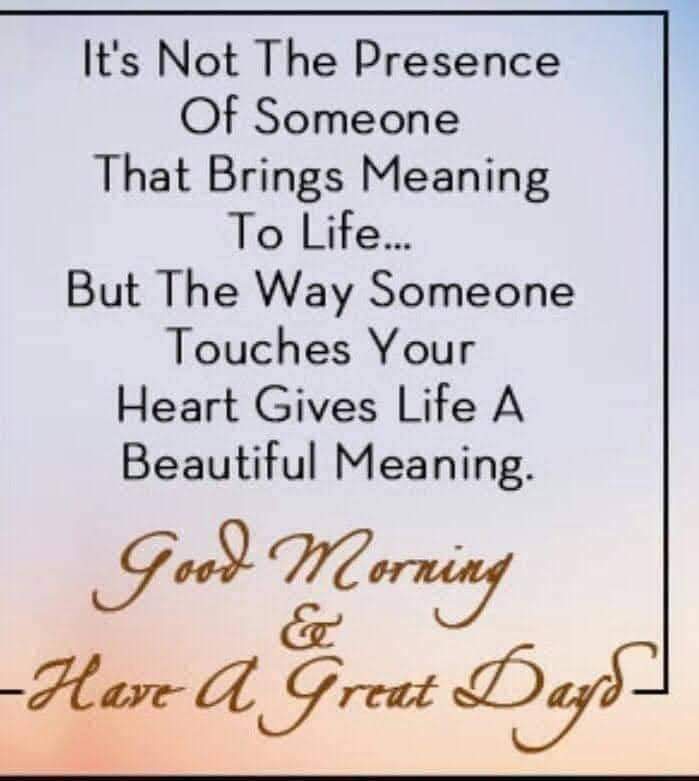 It's Not The Presence
Of Someone
That Brings Meaning
To Life...
But The Way Someone
Touches Your
Heart Gives Life A
Beautiful Meaning.
Good Morning
&
Have A Great Day